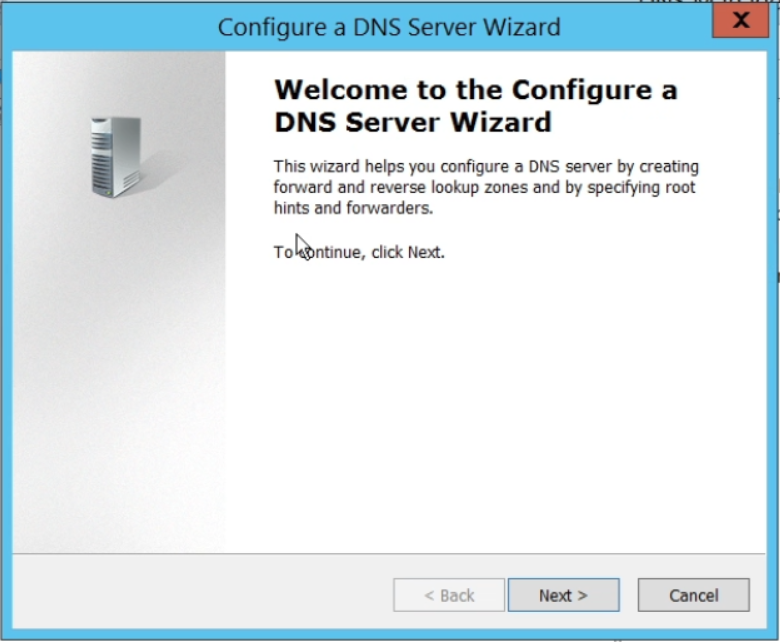 Configure a DNS Server Wizard
X
Welcome to the Configure a
DNS Server Wizard
This wizard helps you configure a DNS server by creating
forward and reverse lookup zones and by specifying root
hints and forwarders.
To continue, click Next.
< Back
Next >
Cancel